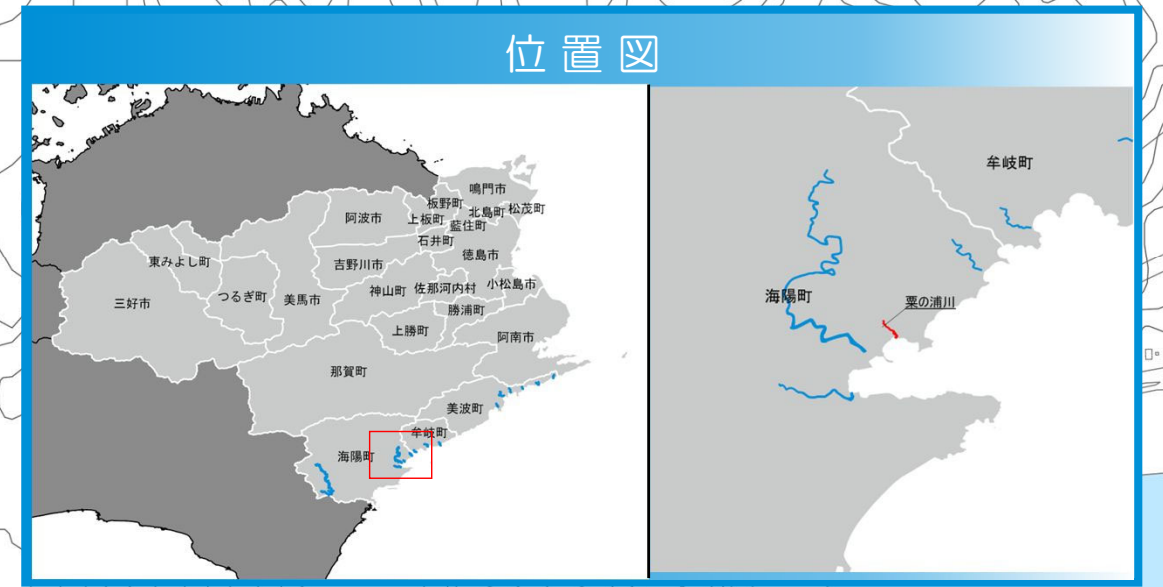 位置図
鳴門市
板野町
松茂町
北島町
上板町
阿波市
藍住町
石井町
徳島市
東みよし町
吉野川市
小松島市
佐那河内村
神山町
つるぎ町
美馬市
三好市
勝浦町
上勝町
阿南市
那賀町
美波町
牟岐町
海陽町
牟岐町
海陽町
粟の浦川